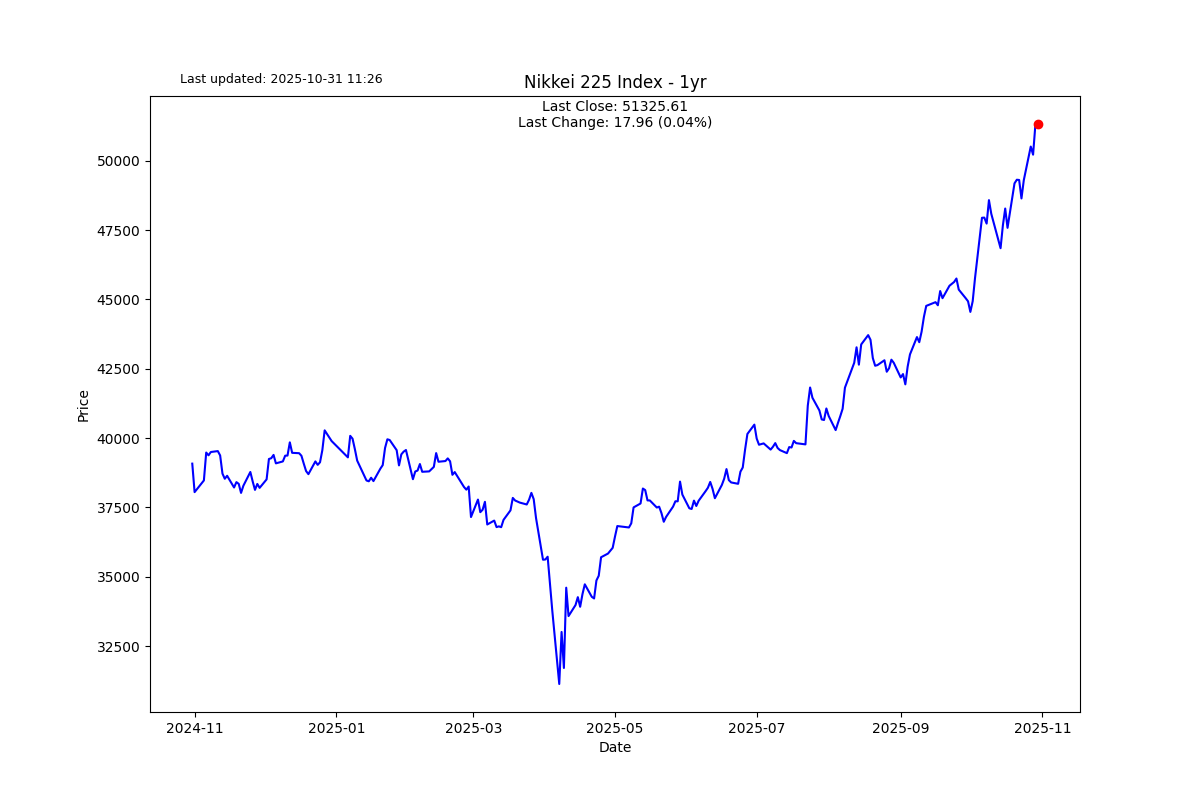 Last updated: 2025-10-31 11:26
Nikkei 225 Index - 1yr
Last Close: 51325.61
Last Change: 17.96 (0.04%)
Price
50000
47500
45000
42500
40000
37500
35000
32500
2024-11
2025-01
2025-03
2025-05
2025-07
2025-09
2025-11
Date